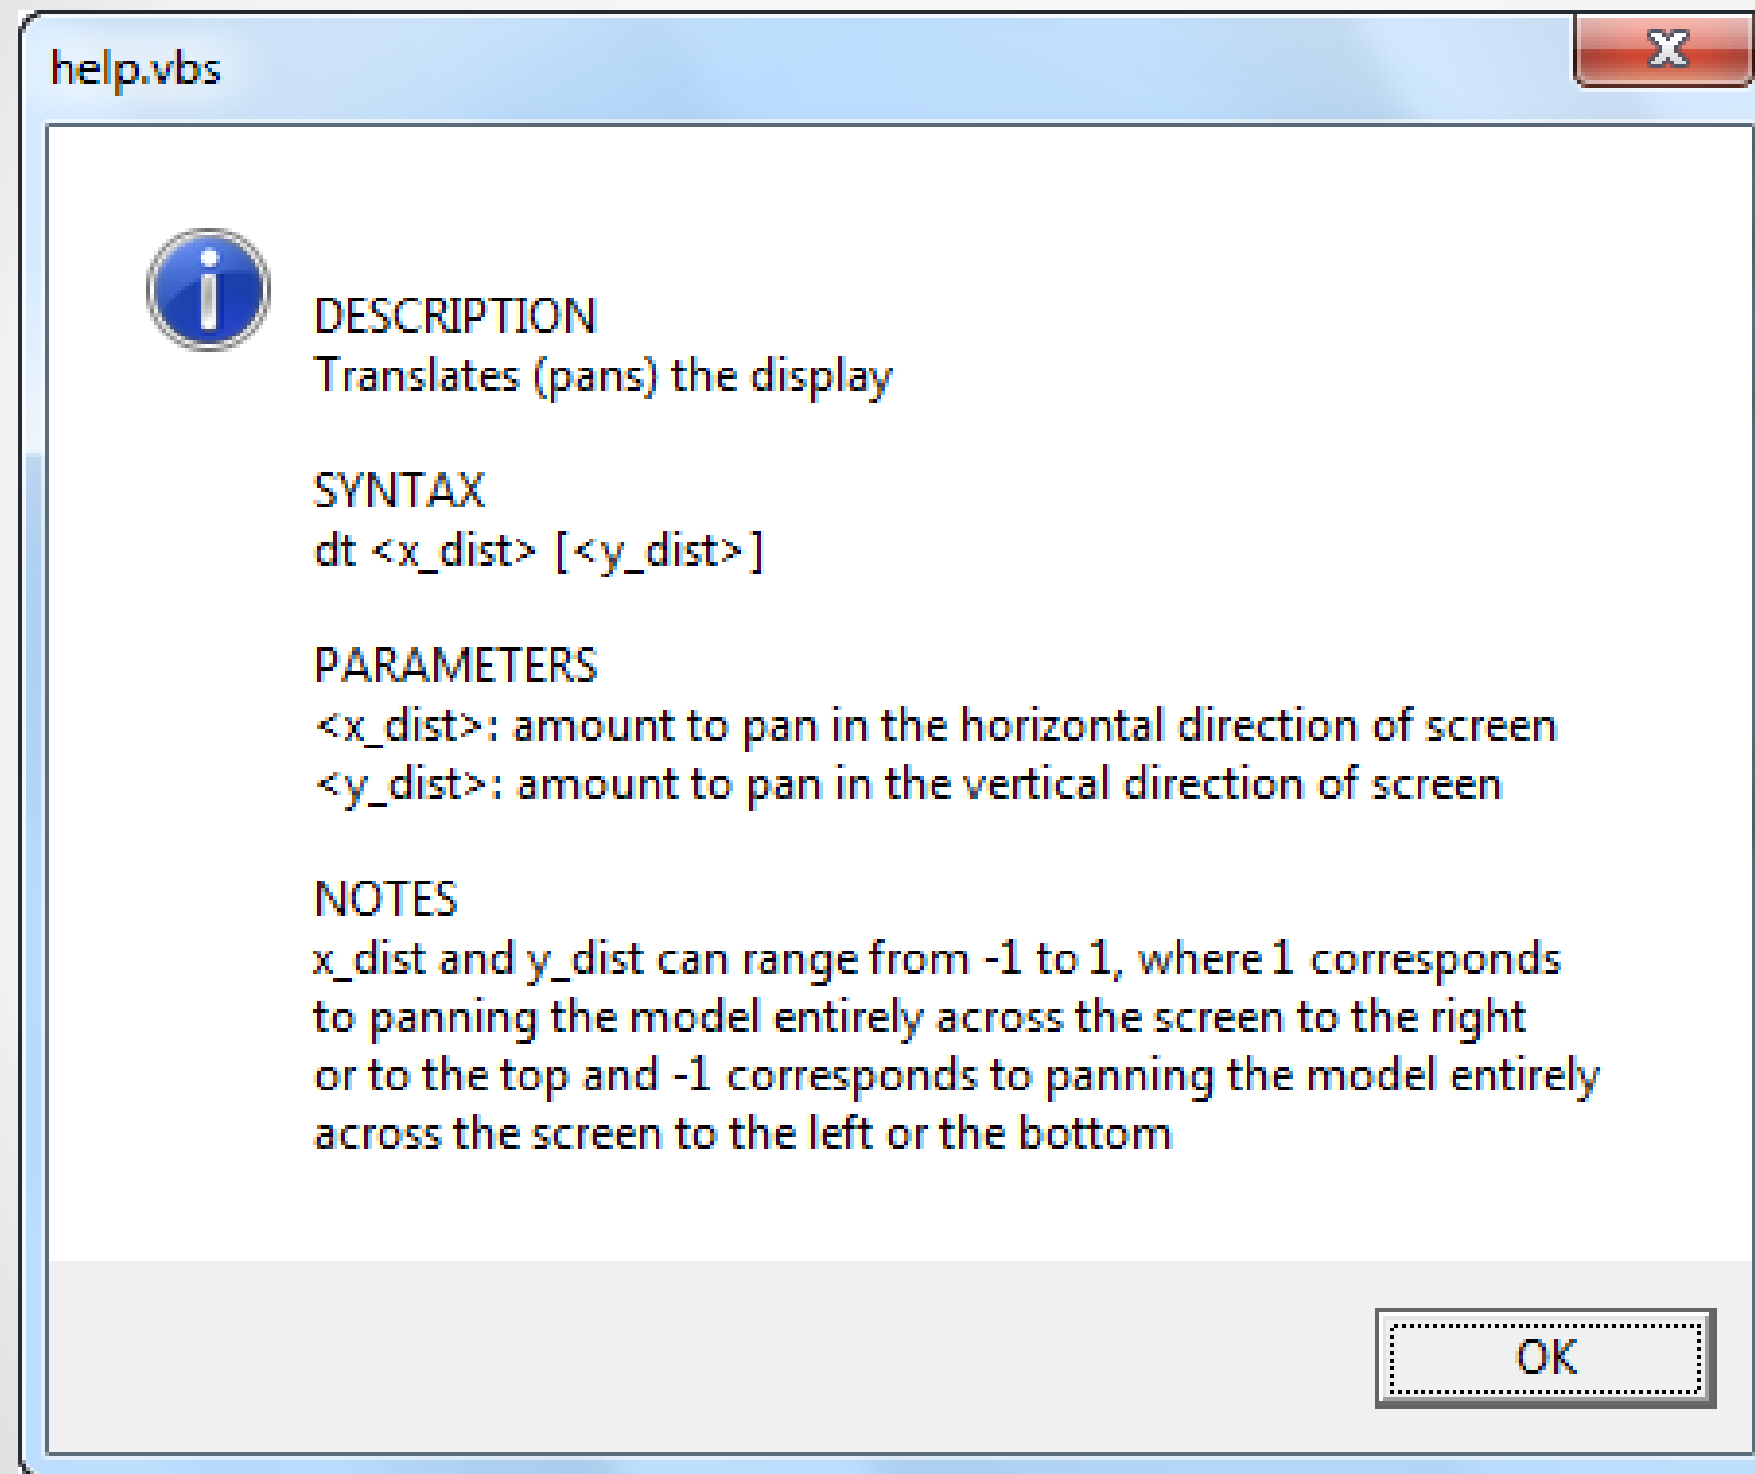 help.vbs
DESCRIPTION
Translates (pans) the display
SYNTAX
dt <x_dist> [<y_dist>]
PARAMETERS
<x_dist>: amount to pan in the horizontal direction of screen
<y_dist>: amount to pan in the vertical direction of screen
NOTES
x_dist and y_dist can range from -1 to 1, where 1 corresponds
to panning the model entirely across the screen to the right
or to the top and -1 corresponds to panning the model entirely
across the screen to the left or the bottom
OK